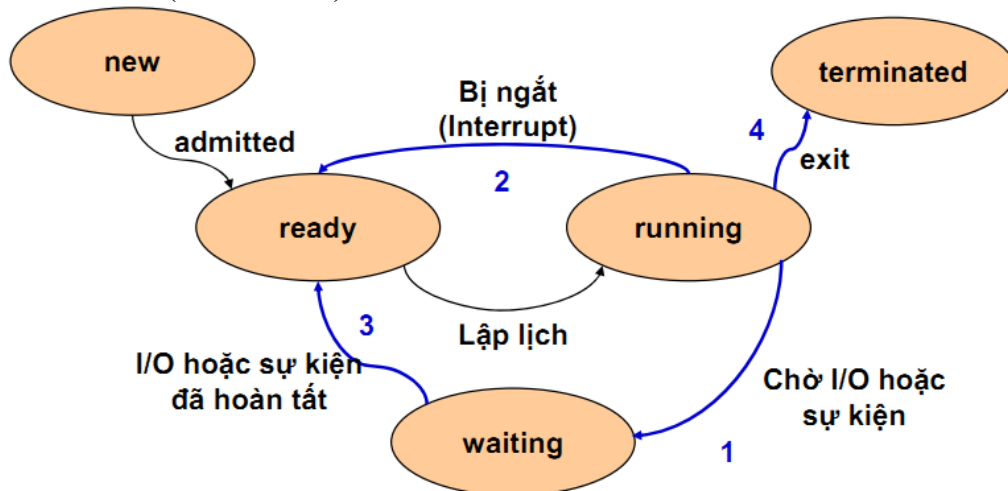 new
terminated
Bị ngắt
(Interrupt)
4
admitted
exit
2
ready
running
3
Lập lịch
I/O hoặc sự kiện
đã hoàn tất
Chờ I/O hoặc
sự kiện
waiting
1